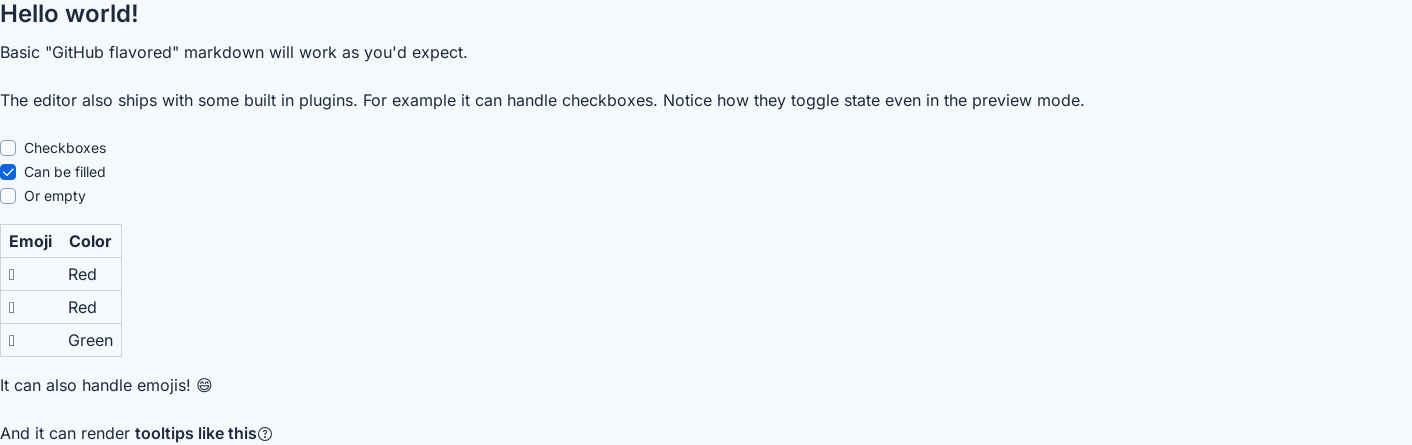 Hello world!
Basic "GitHub flavored" markdown will work as you'd expect.
The editor also ships with some built in plugins. For example it can handle checkboxes. Notice how they toggle state even in the preview mode.
Checkboxes
Can be filled
Or empty
Emoji Color
Red
Red
Green
It can also handle emojis! 😄
And it can render tooltips like this